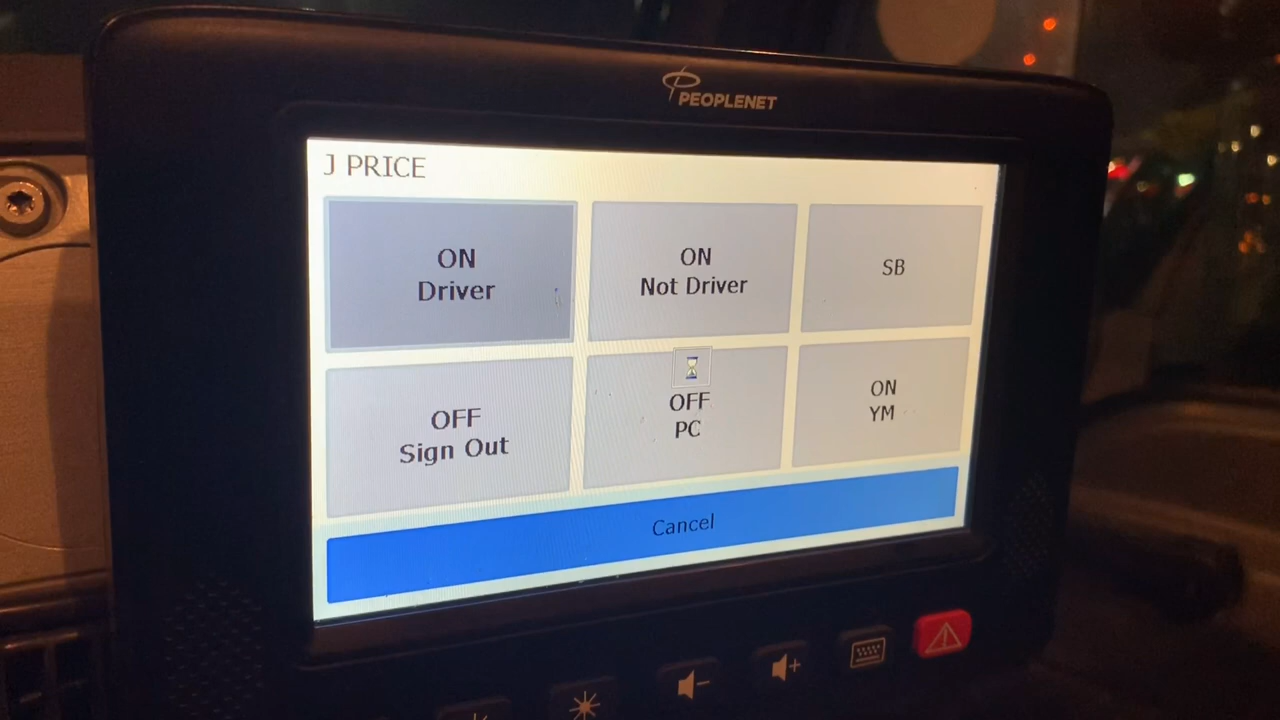 PEOPLENET
J PRICE
ON
Driver
ON
Not Driver
SB
OFF
Sign Out
OFF
PC
ON
YM
Cancel